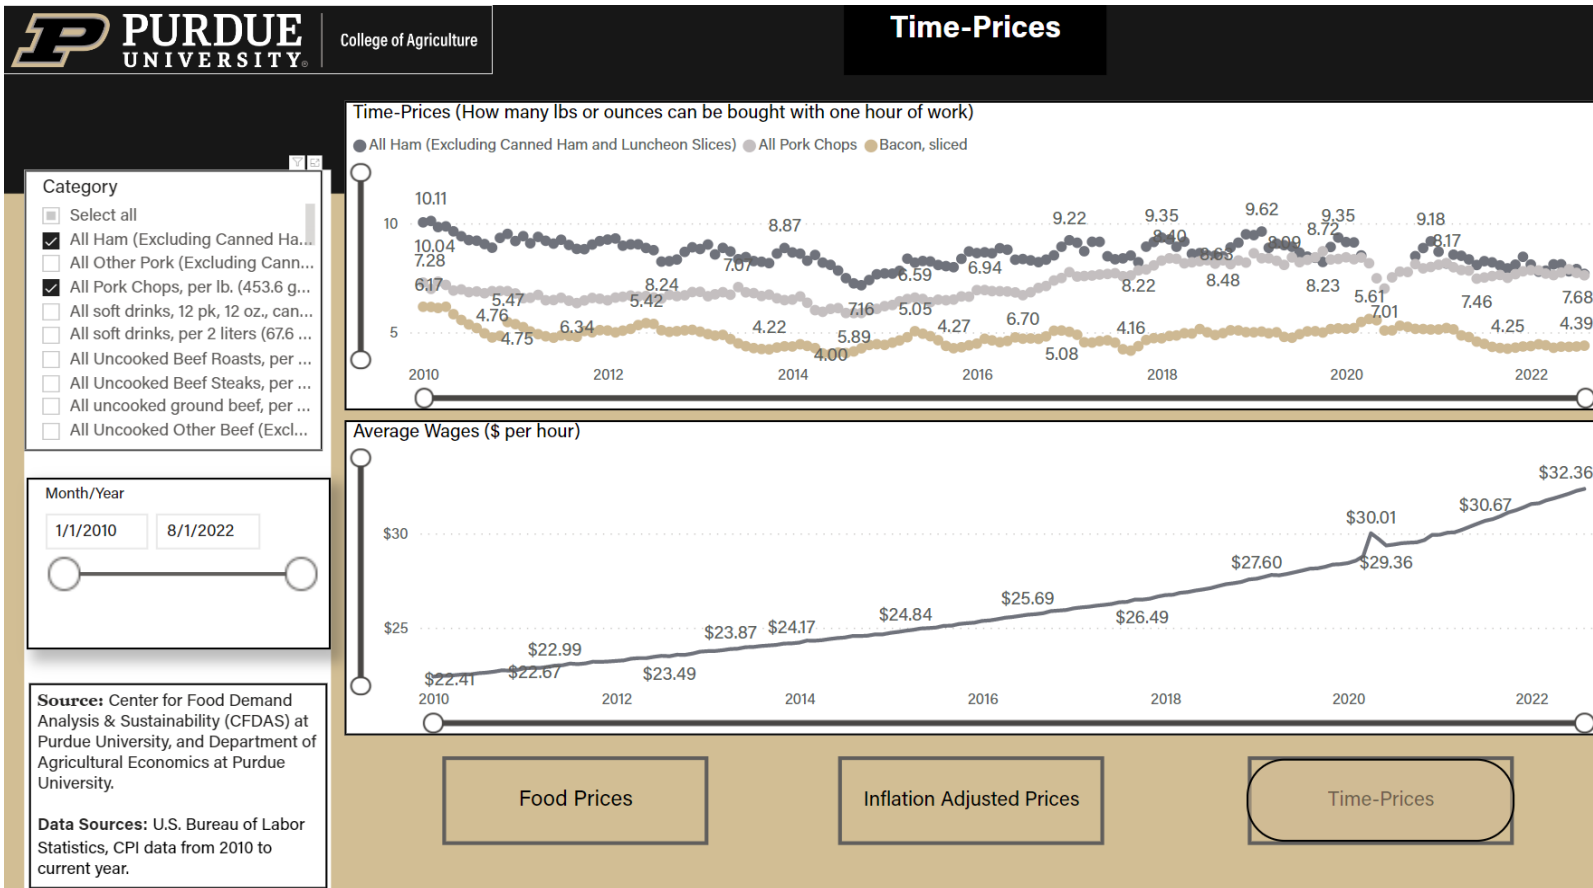 PURDUE
UNIVERSITY®
College of Agriculture
Time-Prices
Category
Select all
All Ham (Excluding Canned Ha...
All Other Pork (Excluding Cann...
All Pork Chops, per lb. (453.6 g...
All soft drinks, 12 pk, 12 oz., can...
All soft drinks, per 2 liters (67.6 ...
All Uncooked Beef Roasts, per ...
All Uncooked Beef Steaks, per ...
All uncooked ground beef, per ...
All Uncooked Other Beef (Excl...
Month/Year
1/1/2010 8/1/2022
Source: Center for Food Demand
Analysis & Sustainability (CFDAS) at
Purdue University, and Department of
Agricultural Economics at Purdue
University.
Data Sources: U.S. Bureau of Labor
Statistics, CPI data from 2010 to
current year.
Time-Prices (How many lbs or ounces can be bought with one hour of work)
All Ham (Excluding Canned Ham and Luncheon Slices) All Pork Chops Bacon, sliced
10.11 8.87 9.22 9.35 9.62 9.35 9.18
10
10.04 7.07 8.40 8.63 8.09 8.72 8.17
7.28 8.24 6.59 6.94 8.22 8.48 8.23
6.17 5.47 5.42 7.16 5.05 5.61 7.46 7.68
4.76 6.34 4.22 4.27 6.70 4.16 7.01 4.25 4.39
5
4.75 4.00 5.89 5.08
2010 2012 2014 2016 2018 2020 2022
Average Wages ($ per hour)
$32.36
$30 $30.01 $30.67
$27.60 $29.36
$25 $23.87 $24.17 $24.84 $25.69 $26.49
$22.41 $22.67 $22.99 $23.49
2010 2012 2014 2016 2018 2020 2022
Food Prices
Inflation Adjusted Prices
Time-Prices